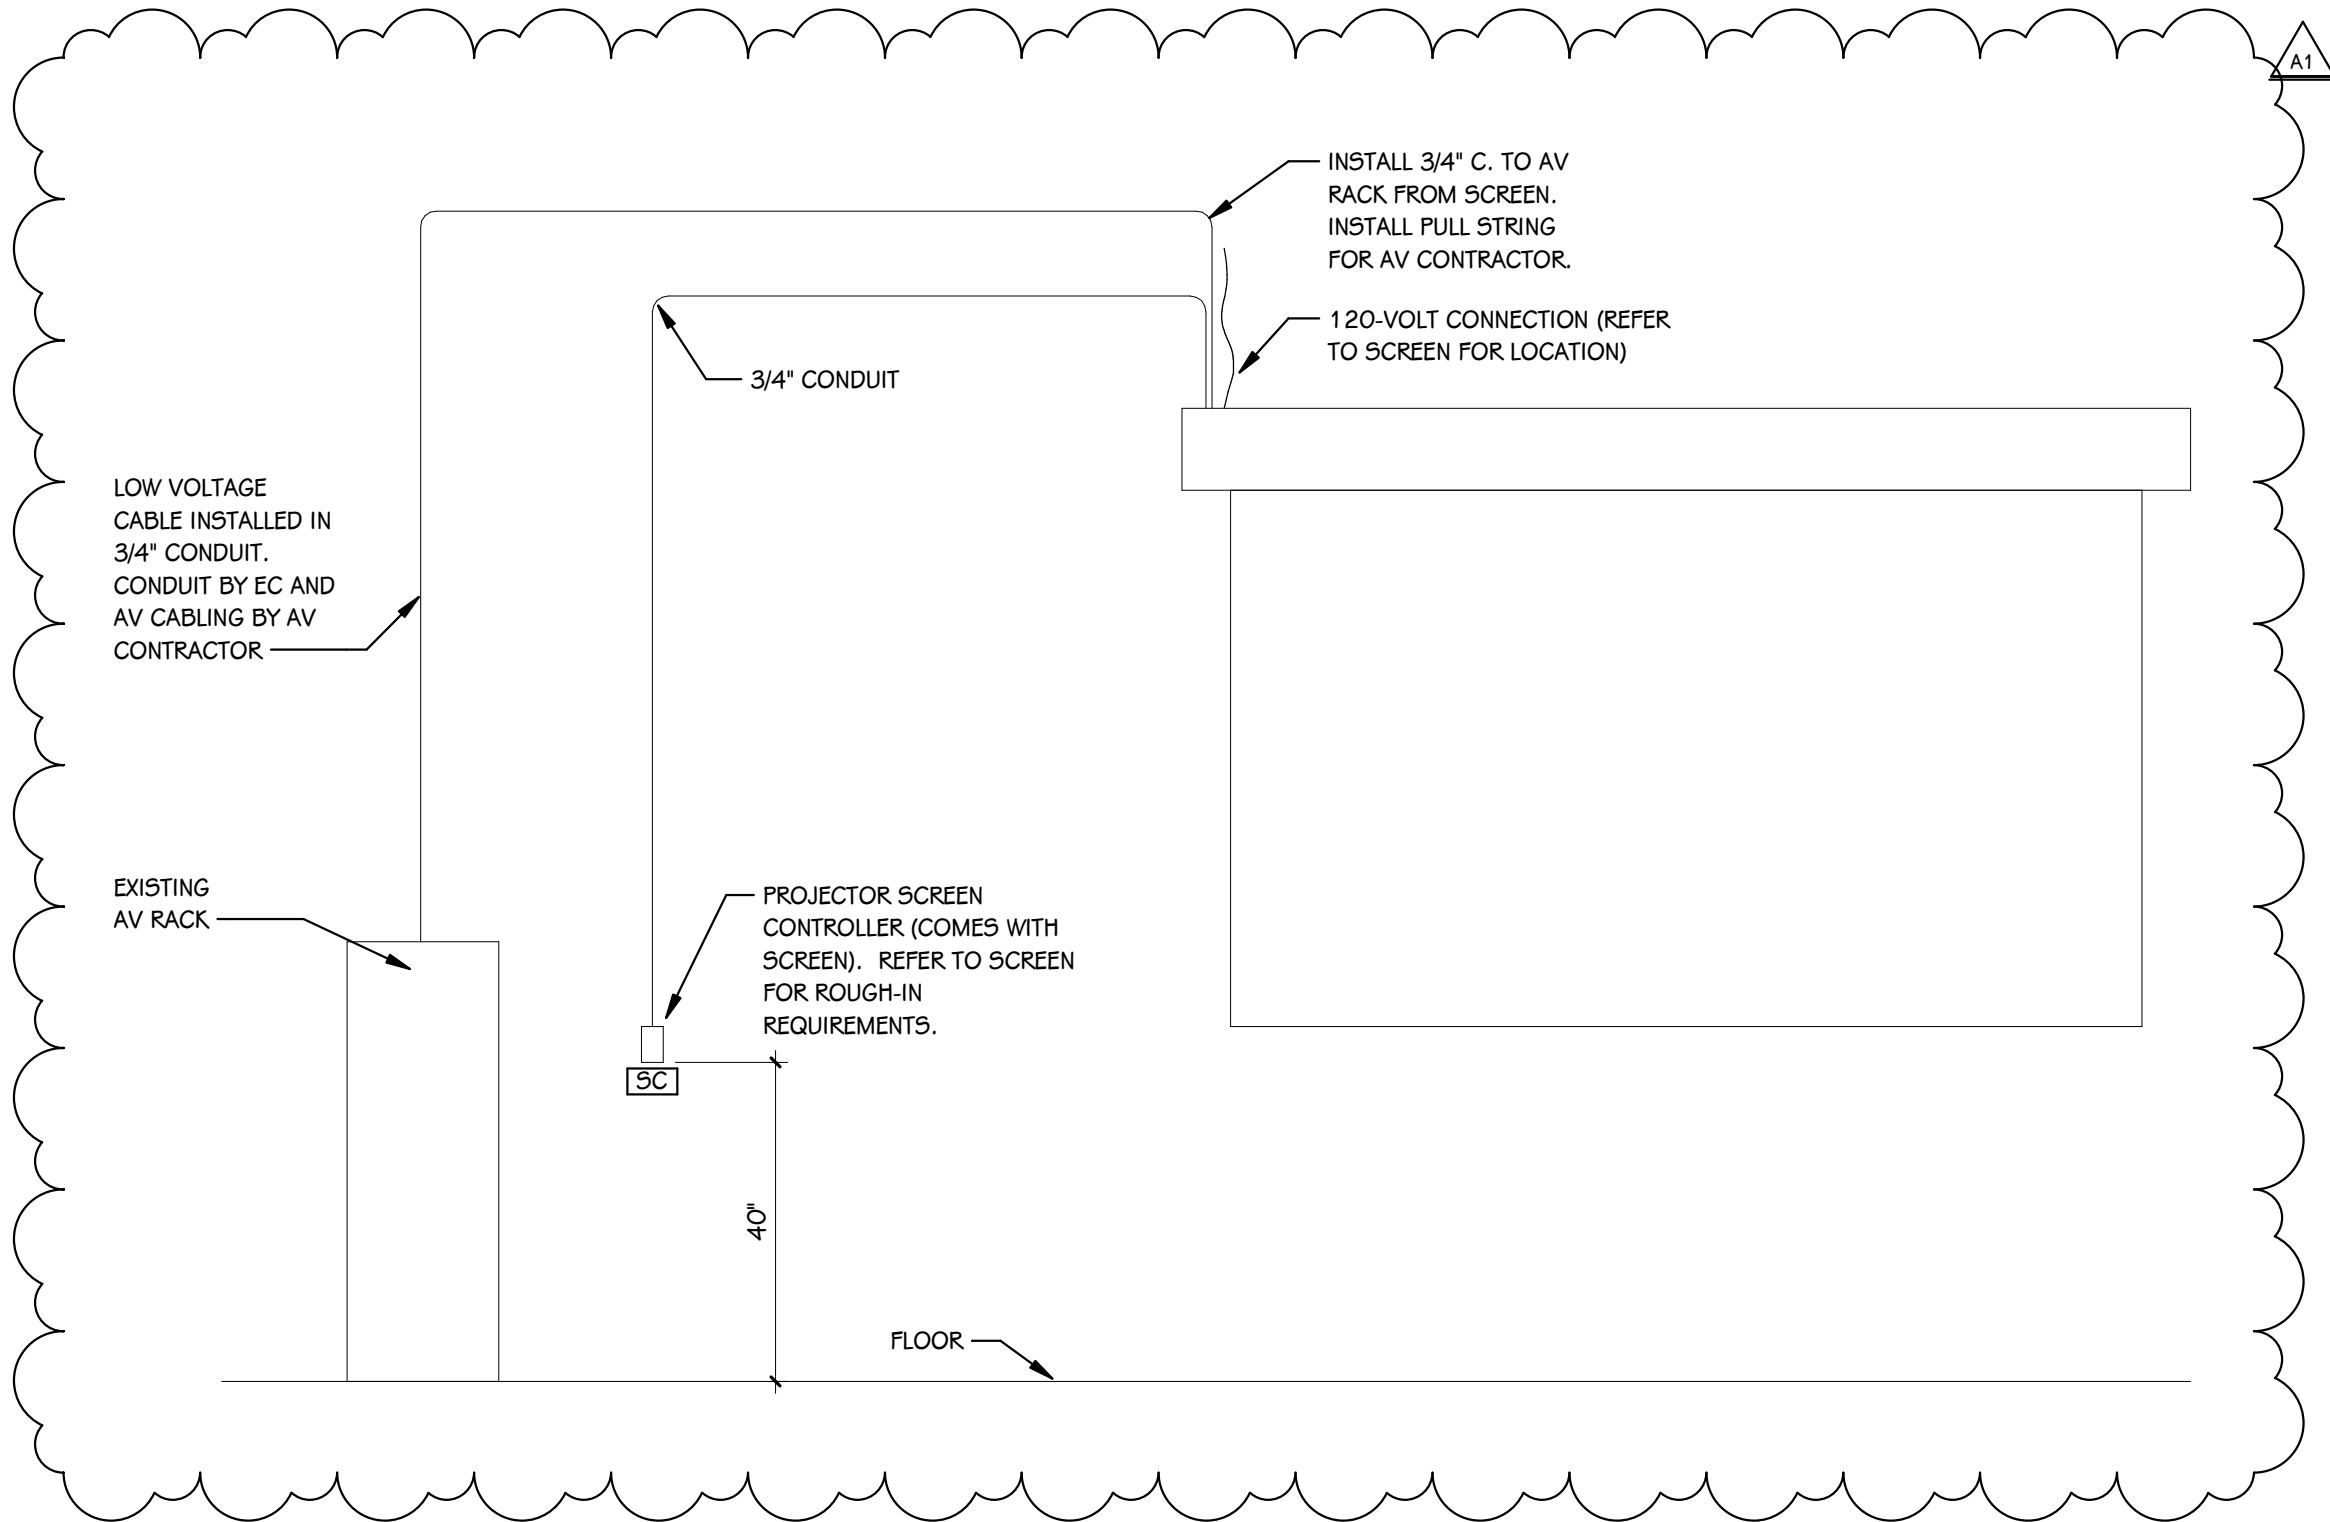 A1
INSTALL 3/4" C. TO AV
RACK FROM SCREEN.
INSTALL PULL STRING
FOR AV CONTRACTOR.
120-VOLT CONNECTION (REFER
TO SCREEN FOR LOCATION)
3/4" CONDUIT
LOW VOLTAGE
CABLE INSTALLED IN
3/4" CONDUIT.
CONDUIT BY EC AND
AV CABLING BY AV
CONTRACTOR
EXISTING
AV RACK
PROJECTOR SCREEN
CONTROLLER (COMES WITH
SCREEN). REFER TO SCREEN
FOR ROUGH-IN
REQUIREMENTS.
SC
40"
FLOOR